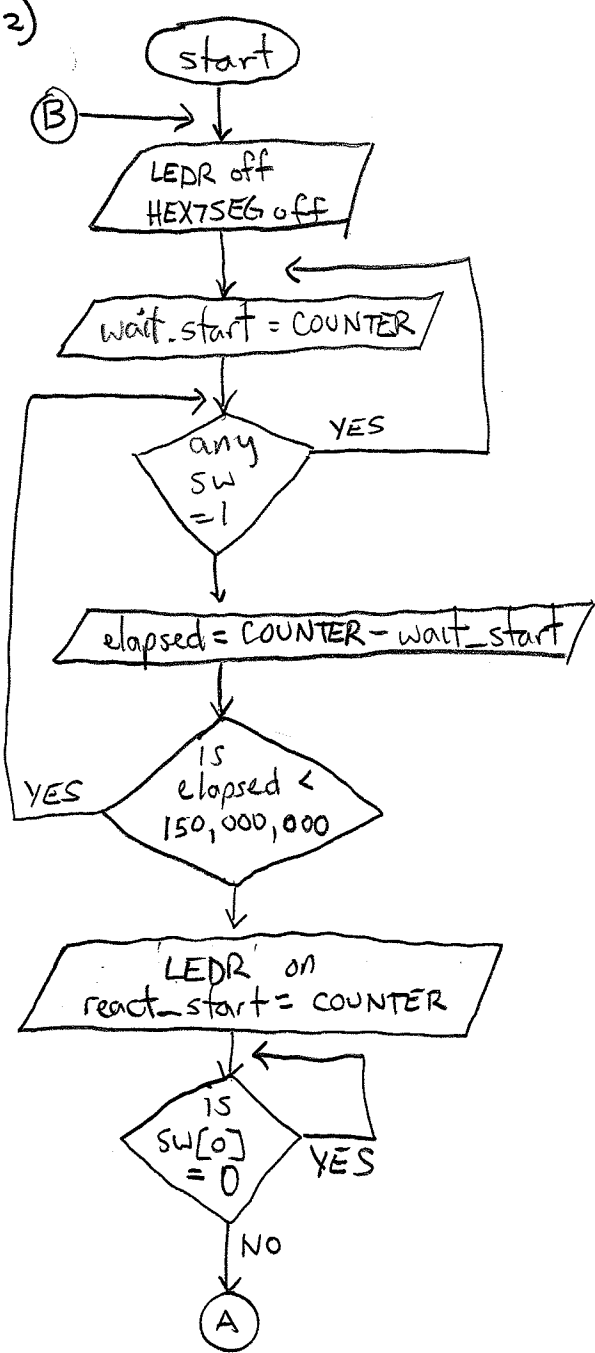 2)
start
B
LEDR off
HEX7SEG off
wait_start = COUNTER
any
SW
=1
YES
elapsed = COUNTER - wait_start
is
elapsed <
150,000,000
YES
LEDR on
react_start = COUNTER
is
SW[0]
= 0
YES
NO
A